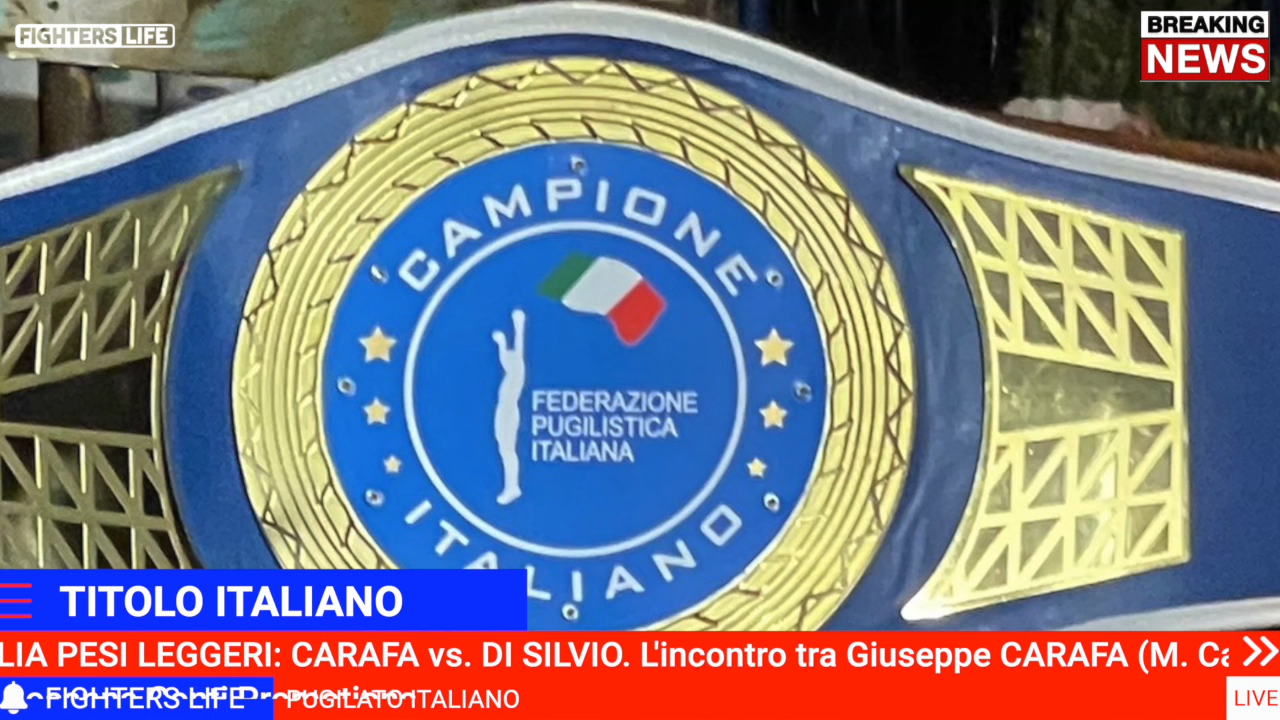 FIGHTERS LIFE
BREAKING
NEWS
CAMPIONE
FEDERAZIONE
PUGILISTICA
ITALIANA
ITALIANO
TITOLO ITALIANO
LIA PESI LEGGERI: CARAFA vs. DI SILVIO. L'incontro tra Giuseppe CARAFA (M. Ca
FIGHTERS LIFE
PUGILATO ITALIANO
LIVE